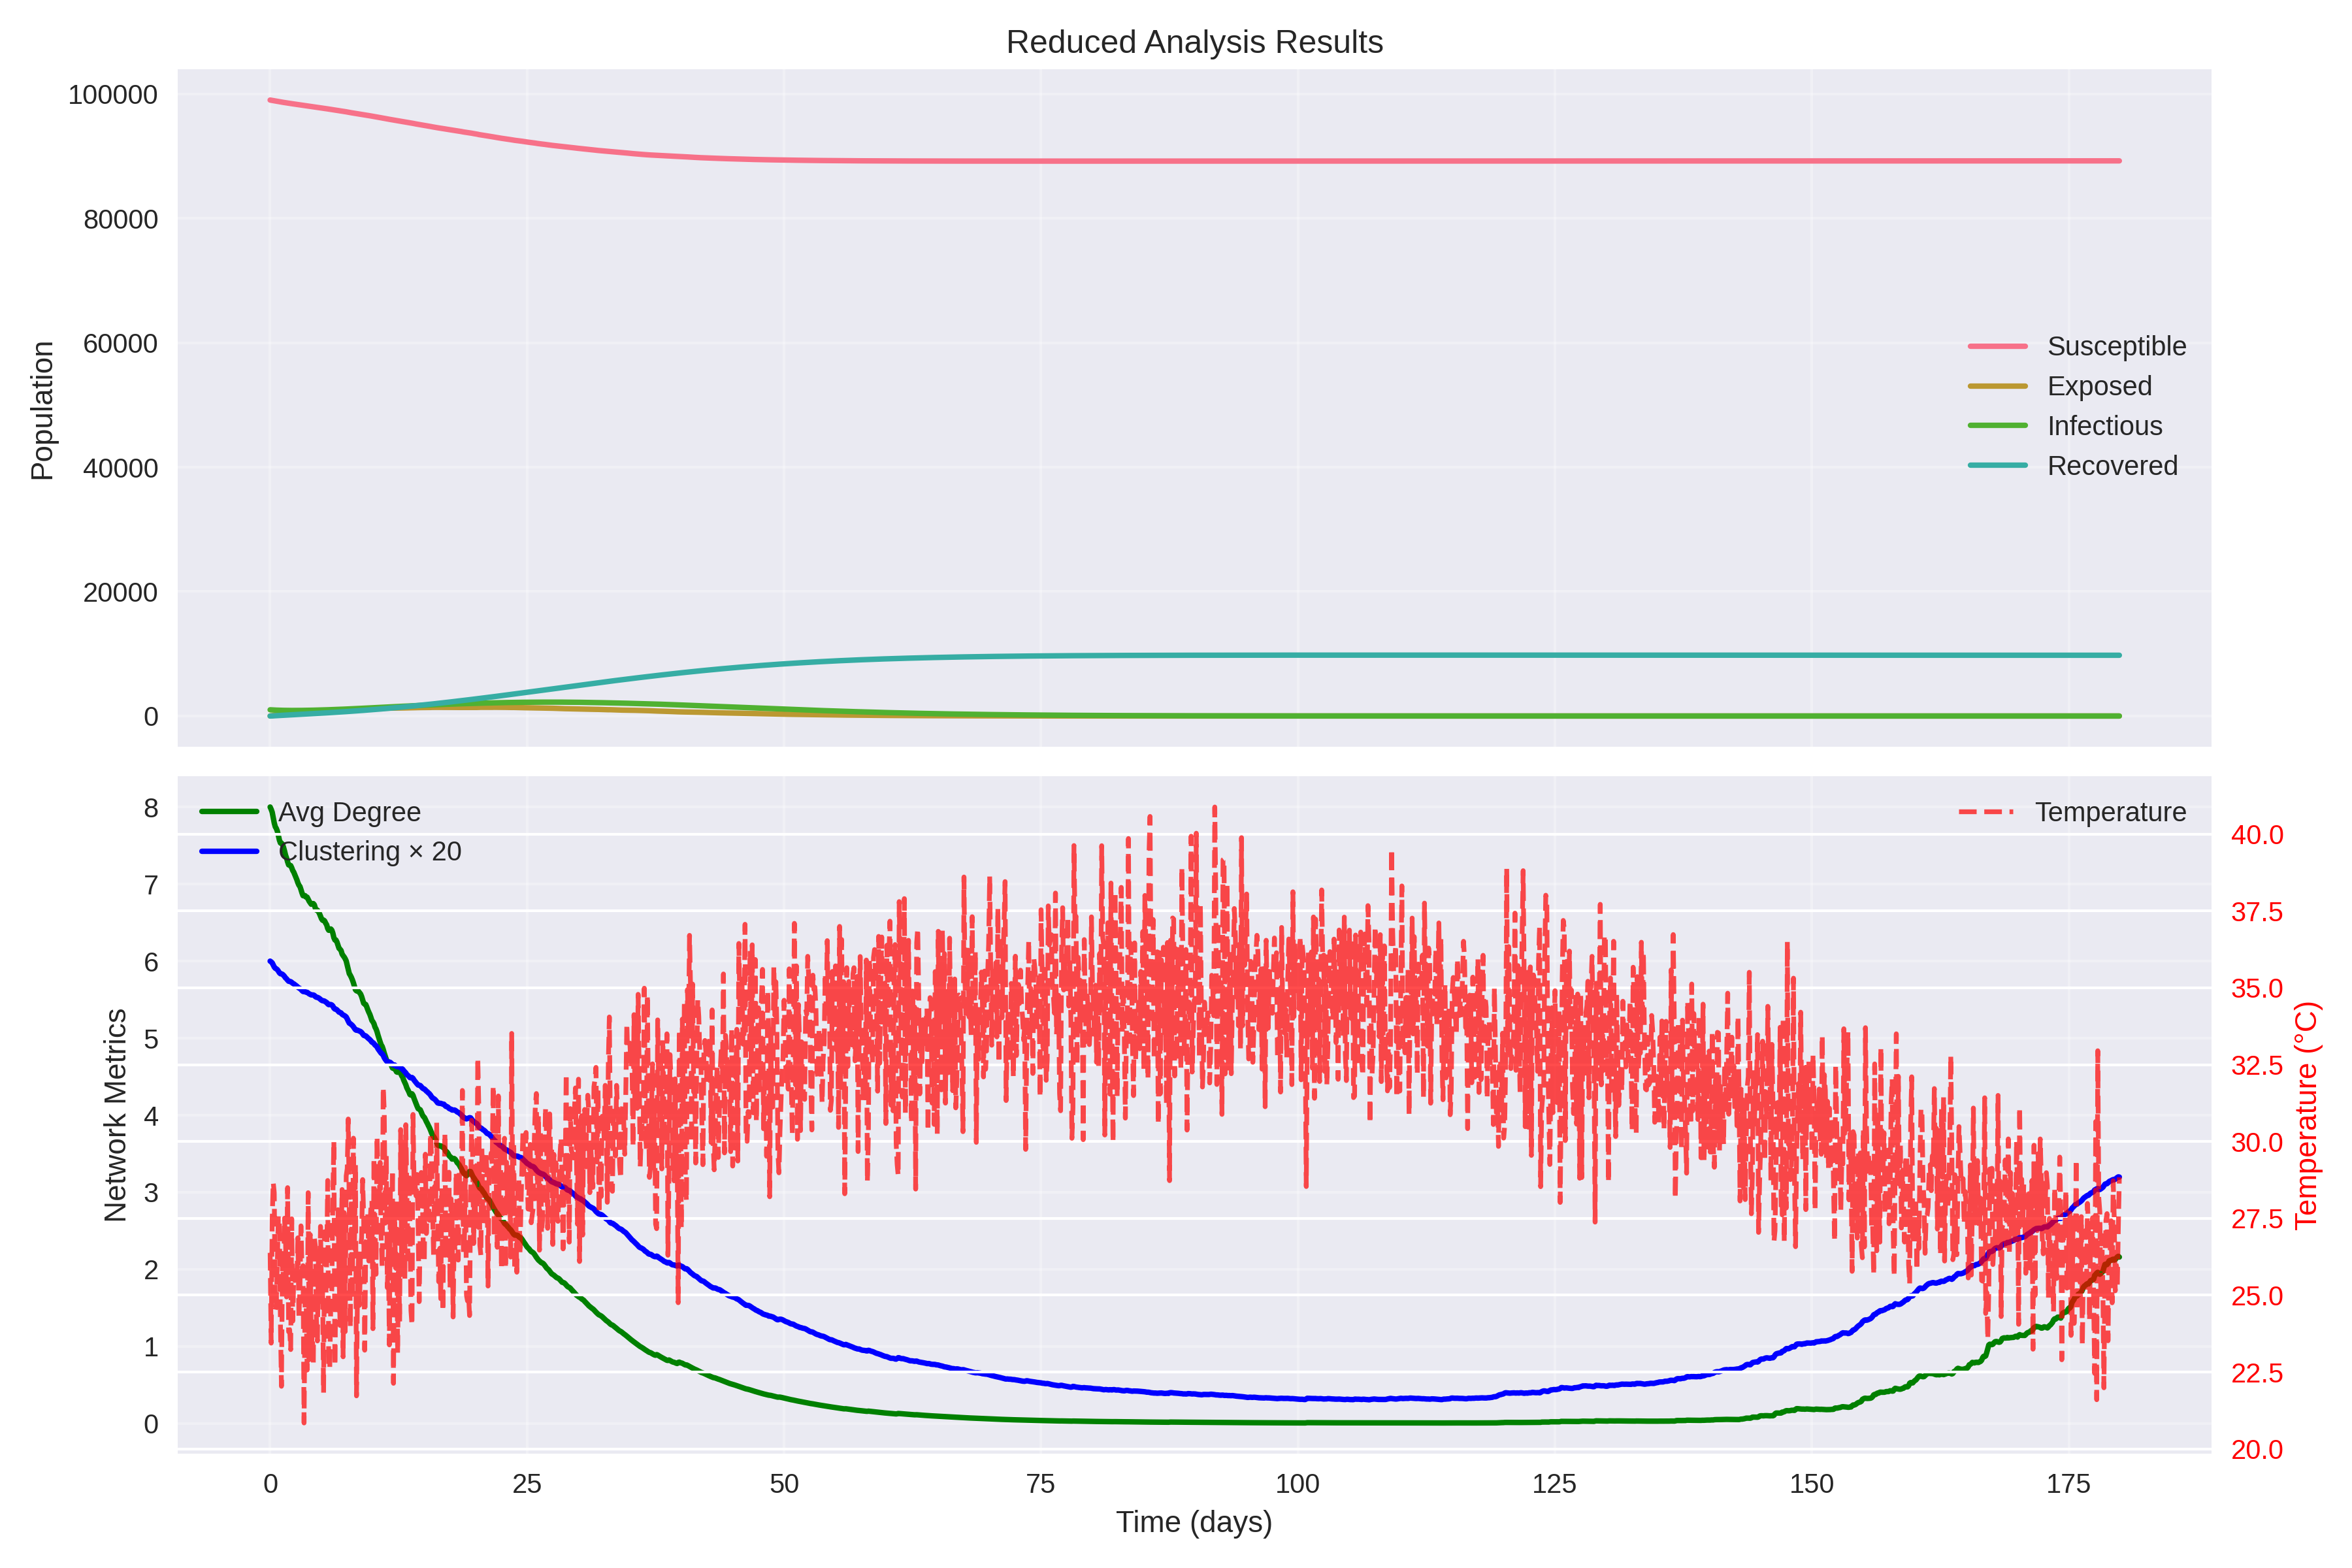 Reduced Analysis Results
100000
80000
60000
40000
20000
0
Population
Susceptible
Exposed
Infectious
Recovered
8
7
6
5
4
3
2
1
0
Network Metrics
Avg Degree
Clustering × 20
Temperature
40.0
37.5
35.0
32.5
30.0
27.5
25.0
22.5
20.0
Temperature (°C)
0 25 50 75 100 125 150 175
Time (days)